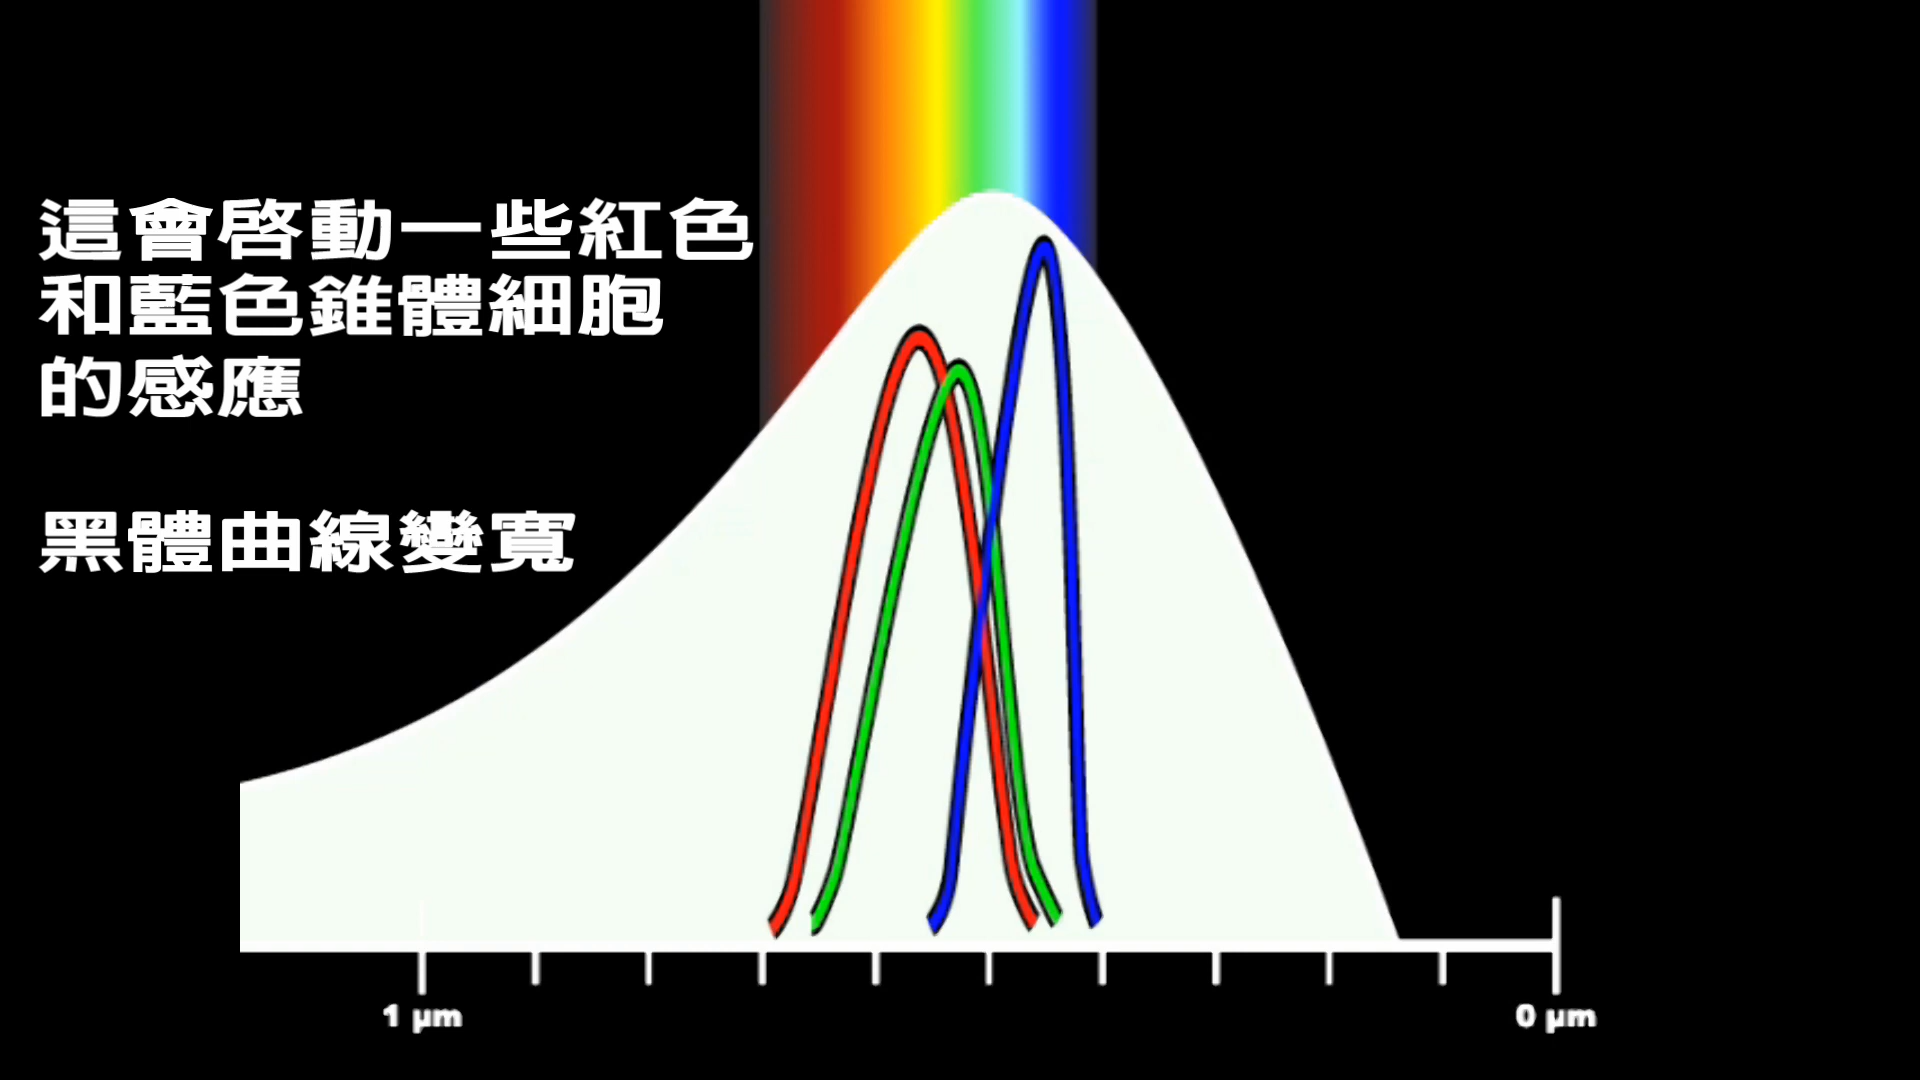 這會啓動一些紅色
和藍色錐體細胞
的感應
黑體曲線變寬
1 µm
0 µm